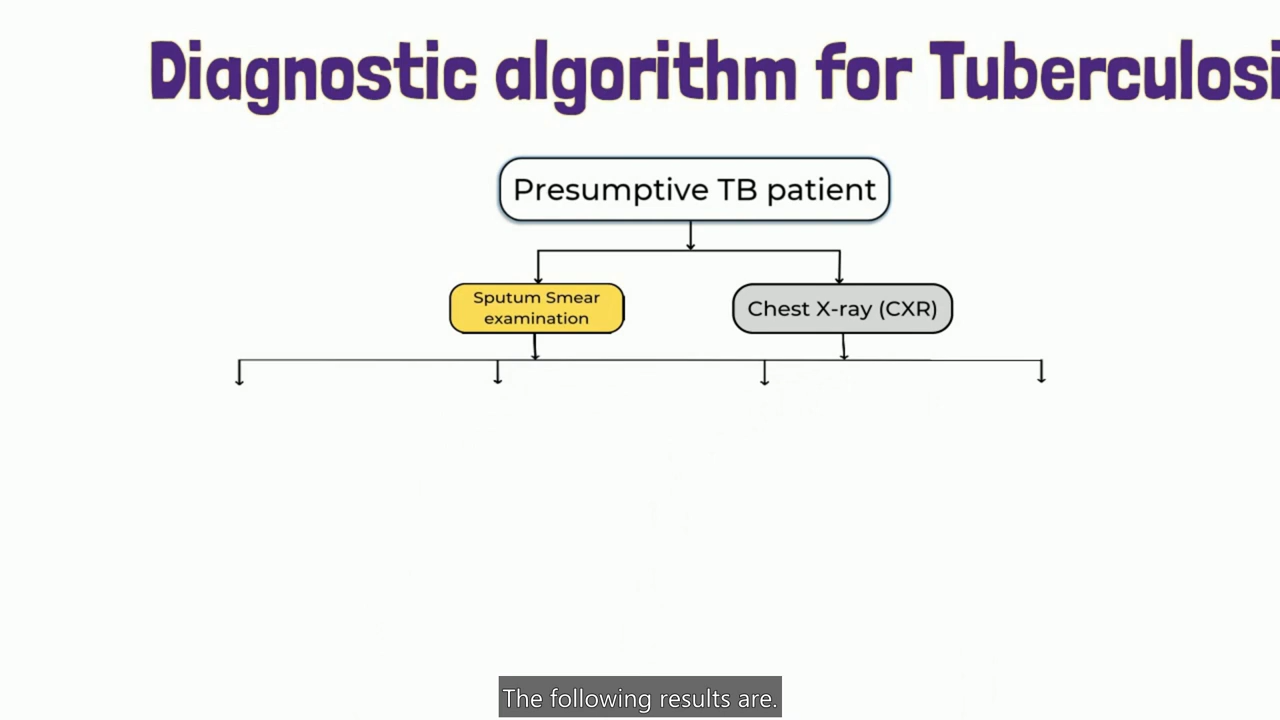 Diagnostic algorithm for Tuberculosi
Presumptive TB patient
Sputum Smear
examination
Chest X-ray (CXR)
The following results are.